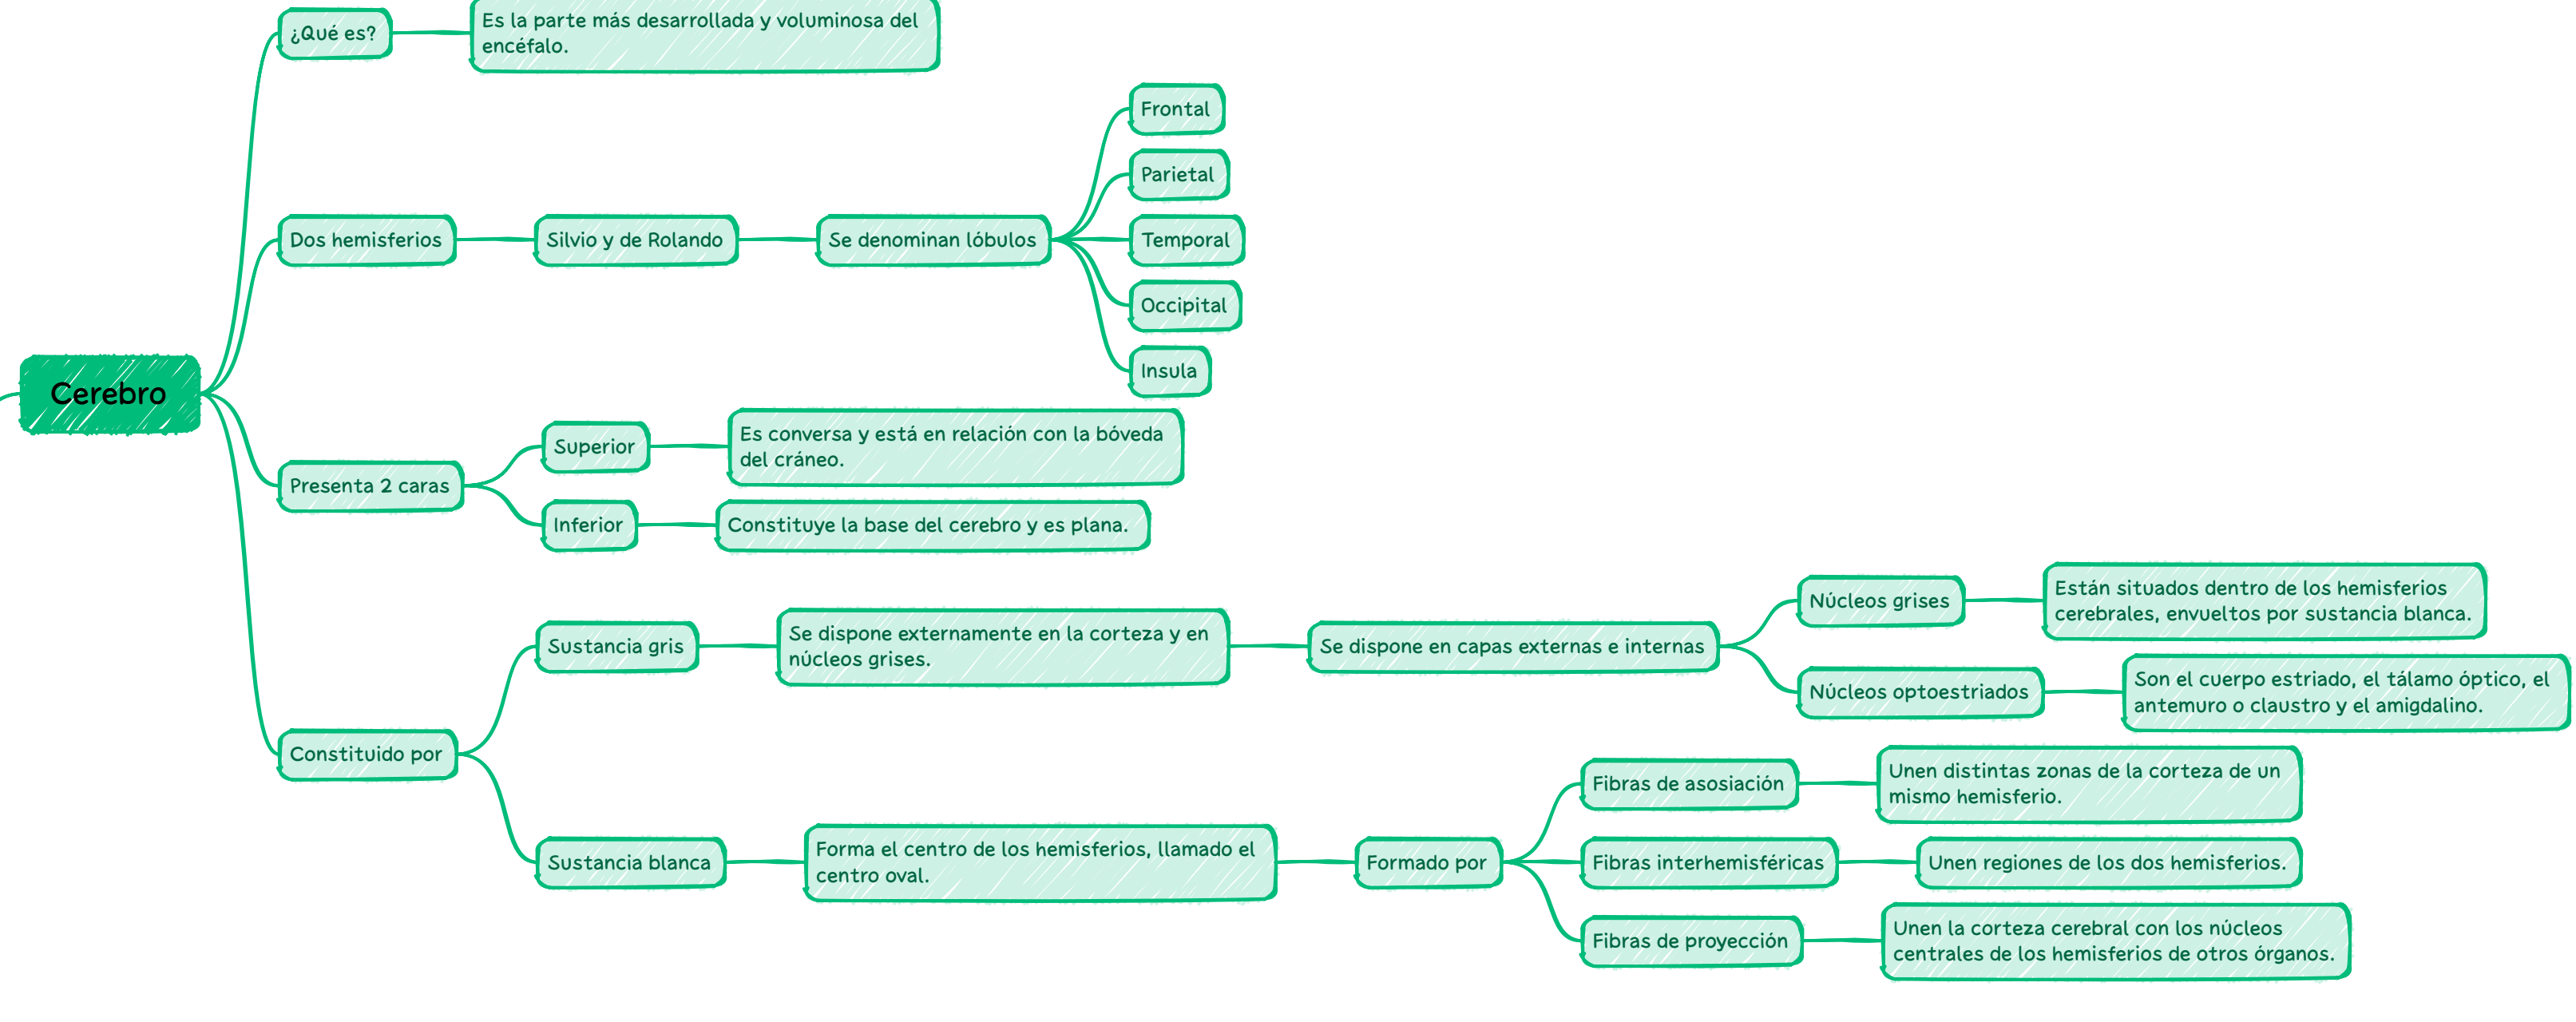 ¿Qué es?
Es la parte más desarrollada y voluminosa del
encéfalo.
Dos hemisferios
Silvio y de Rolando
Se denominan lóbulos
Frontal
Parietal
Temporal
Occipital
Insula
Cerebro
Presenta 2 caras
Superior
Es conversa y está en relación con la bóveda
del cráneo.
Inferior
Constituye la base del cerebro y es plana.
Constituido por
Sustancia gris
Se dispone externamente en la corteza y en
núcleos grises.
Se dispone en capas externas e internas
Núcleos grises
Están situados dentro de los hemisferios
cerebrales, envueltos por sustancia blanca.
Núcleos optoestriados
Son el cuerpo estriado, el tálamo óptico, el
antemuro o claustro y el amigdalino.
Sustancia blanca
Forma el centro de los hemisferios, llamado el
centro oval.
Formado por
Fibras de asosiación
Unen distintas zonas de la corteza de un
mismo hemisferio.
Fibras interhemisféricas
Unen regiones de los dos hemisferios.
Fibras de proyección
Unen la corteza cerebral con los núcleos
centrales de los hemisferios de otros órganos.